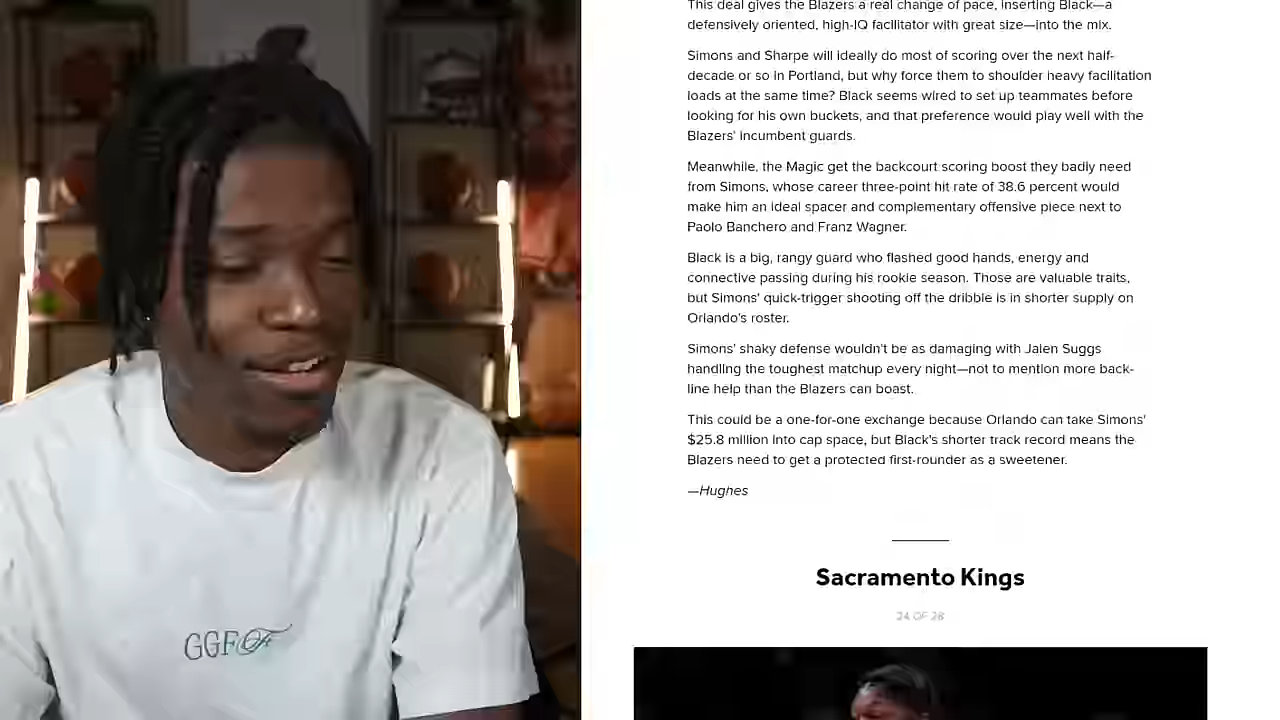 This deal gives the Blazers a real change of pace, inserting Black—a
defensively oriented, high-IQ facilitator with great size—into the mix.
Simons and Sharpe will ideally do most of scoring over the next half-
decade or so in Portland, but why force them to shoulder heavy facilitation
loads at the same time? Black seems wired to set up teammates before
looking for his own buckets, and that preference would play well with the
Blazers' incumbent guards.
Meanwhile, the Magic get the backcourt scoring boost they badly need
from Simons, whose career three-point hit rate of 38.6 percent would
make him an ideal spacer and complementary offensive piece next to
Paolo Banchero and Franz Wagner.
Black is a big, rangy guard who flashed good hands, energy and
connective passing during his rookie season. Those are valuable traits,
but Simons' quick-trigger shooting off the dribble is in shorter supply on
Orlando's roster.
Simons' shaky defense wouldn't be as damaging with Jalen Suggs
handling the toughest matchup every night—not to mention more back-
line help than the Blazers can boast.
This could be a one-for-one exchange because Orlando can take Simons'
$25.8 million into cap space, but Black's shorter track record means the
Blazers need to get a protected first-rounder as a sweetener.
—Hughes
Sacramento Kings
24 OF 28
GGF